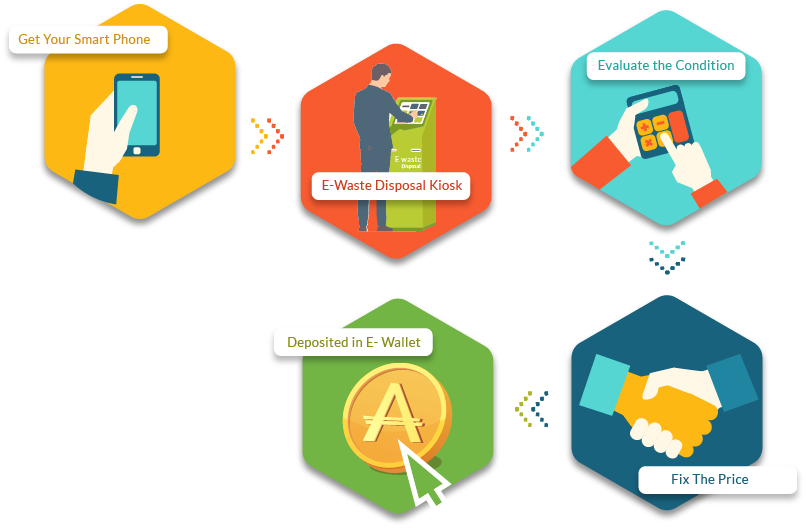 Get Your Smart Phone
E-Waste Disposal Kiosk
E waste
Disposal
Evaluate the Condition
Fix The Price
Deposited in E- Wallet